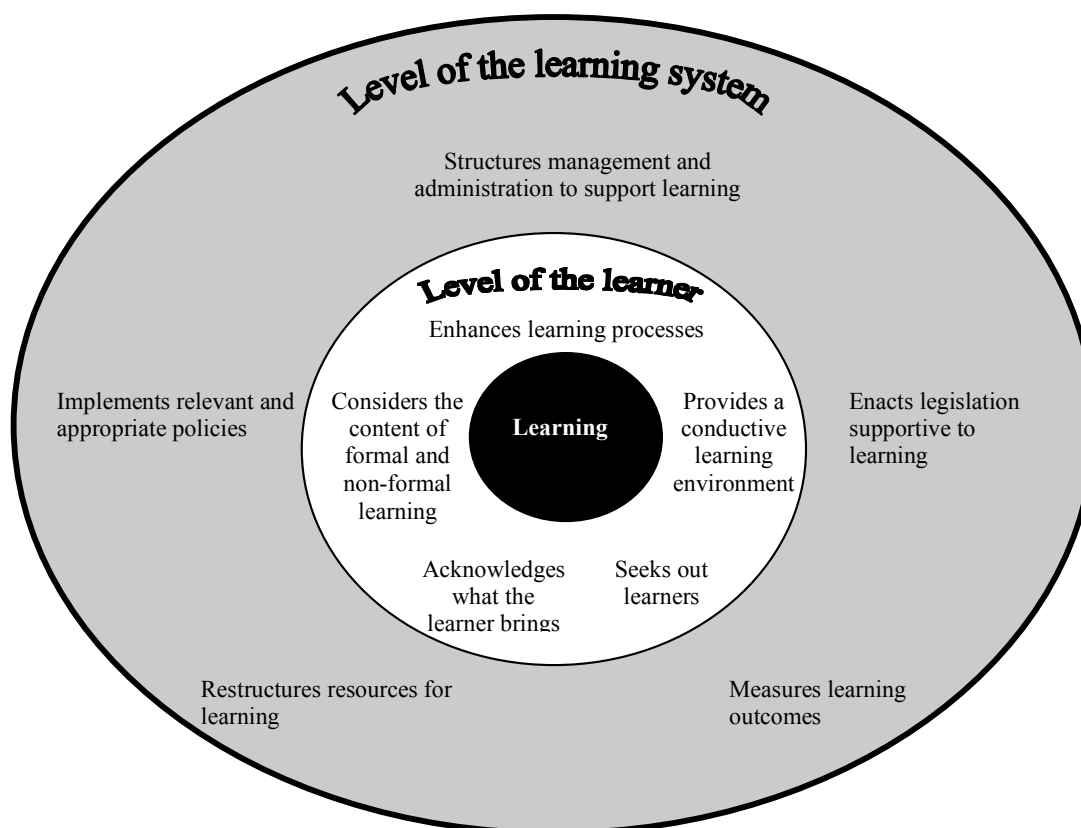 Level of the learning system
Structures management and
administration to support learning
Level of the learner
Enhances learning processes
Implements relevant and
appropriate policies
Considers the
content of
formal and
non-formal
learning
Learning
Provides a
conductive
learning
environment
Enacts legislation
supportive to
learning
Acknowledges
what the
learner brings
Seeks out
learners
Restructures resources for
learning
Measures learning
outcomes